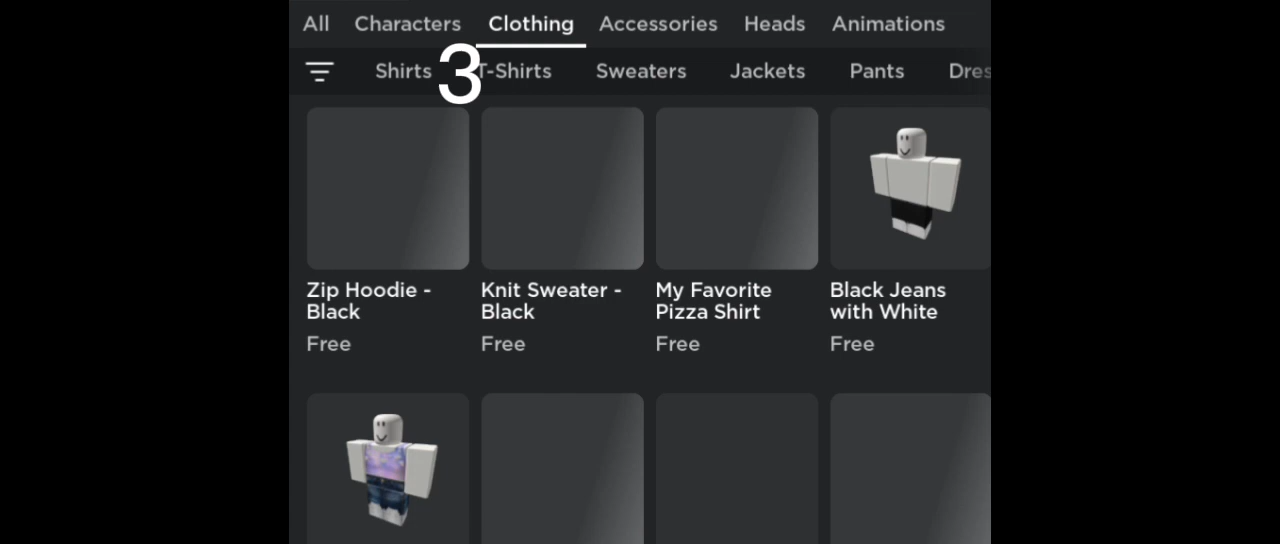 All Characters Clothing Accessories Heads Animations
3
Shirts T-Shirts Sweaters Jackets Pants Dres
Zip Hoodie -
Black
Free
Knit Sweater -
Black
Free
My Favorite
Pizza Shirt
Free
Black Jeans
with White
Free